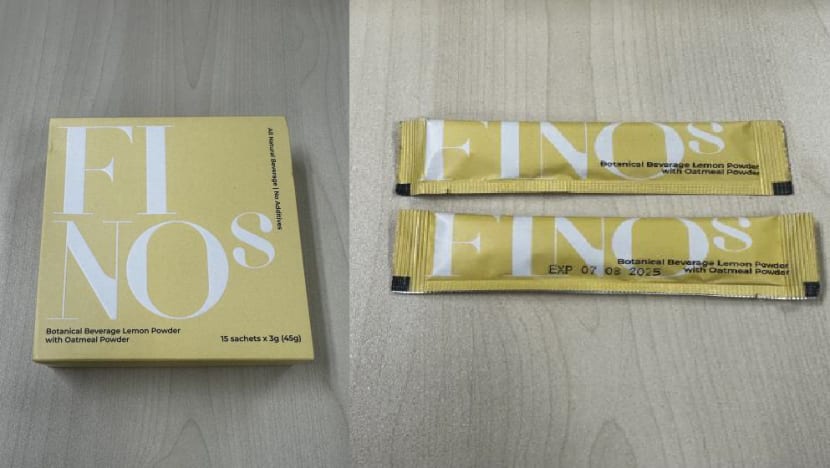 FI
NOs
All Natural Beverage | No Additives
Botanical Beverage Lemon Powder
with Oatmeal Powder
15 sachets x 3g (45g)
FINOs
Botanical Beverage Lemon Powder
with Oatmeal Powder
FINOs
Botanical Beverage Lemon Powder
with Oatmeal Powder
EXP 07 08 2025